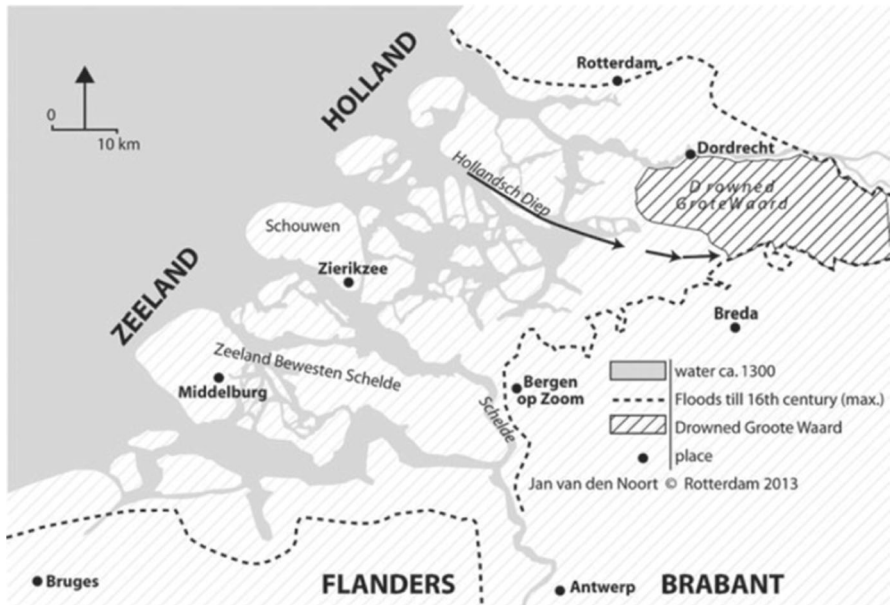 HOLLAND
Rotterdam
0
10 km
Dordrecht
Hollandsch Diep
Drowned
GroteWaard
Schouwen
Zierikzee
ZEELAND
Breda
Zeeland Bewesten Schelde
Middelburg
Bergen
op Zoom
Schelde
water ca. 1300
Floods till 16th century (max.)
Drowned Groote Waard
place
Jan van den Noort © Rotterdam 2013
Bruges
FLANDERS
Antwerp
BRABANT